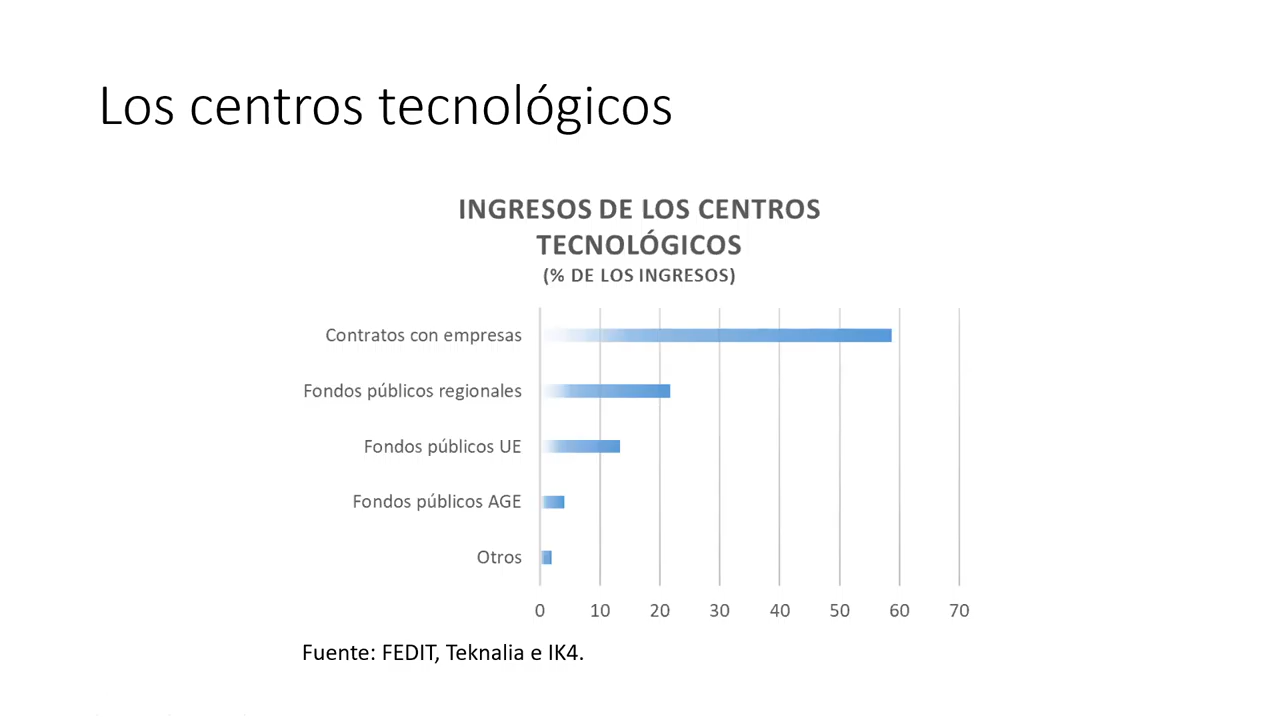 Los centros tecnológicos
INGRESOS DE LOS CENTROS
TECNOLÓGICOS
(% DE LOS INGRESOS)
Contratos con empresas
Fondos públicos regionales
Fondos públicos UE
Fondos públicos AGE
Otros
0 10 20 30 40 50 60 70
Fuente: FEDIT, Teknalia e IK4.